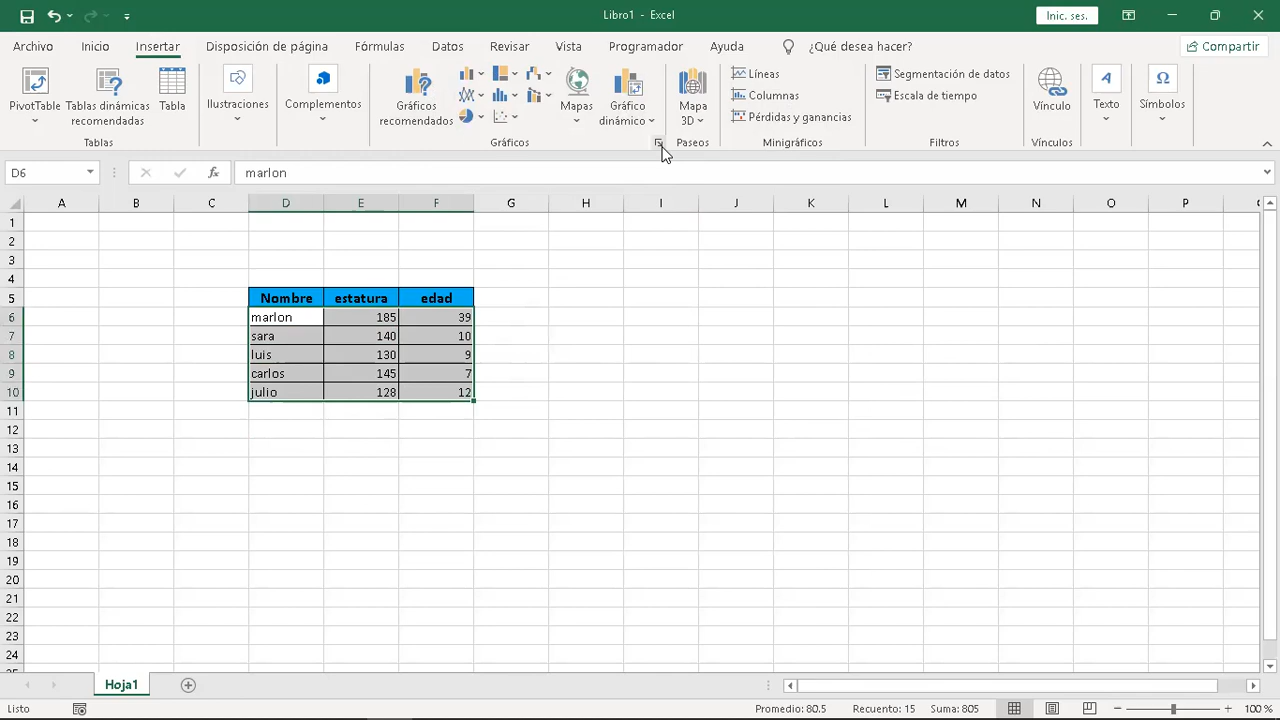 Libro1 - Excel
Inic. ses.
Archivo Inicio Insertar Disposición de página Fórmulas Datos Revisar Vista Programador Ayuda ¿Qué desea hacer? Compartir
PivotTable
Tablas dinámicas recomendadas
Tabla
Tablas
Ilustraciones
Complementos
Gráficos recomendados
Mapas
Gráfico dinámico
Gráficos
Mapa 3D
Paseos
Líneas
Columnas
Pérdidas y ganancias
Minigráficos
Segmentación de datos
Escala de tiempo
Filtros
Vínculo
Vínculos
Texto
Símbolos
D6 fx marlon
A B C D E F G H I J K L M N O P
1
2
3
4
5 Nombre estatura edad
6 marlon 185 39
7 sara 140 10
8 luis 130 9
9 carlos 145 7
10 julio 128 12
11
12
13
14
15
16
17
18
19
20
21
22
23
24
Hoja1
Listo Promedio: 80.5 Recuento: 15 Suma: 805 100 %